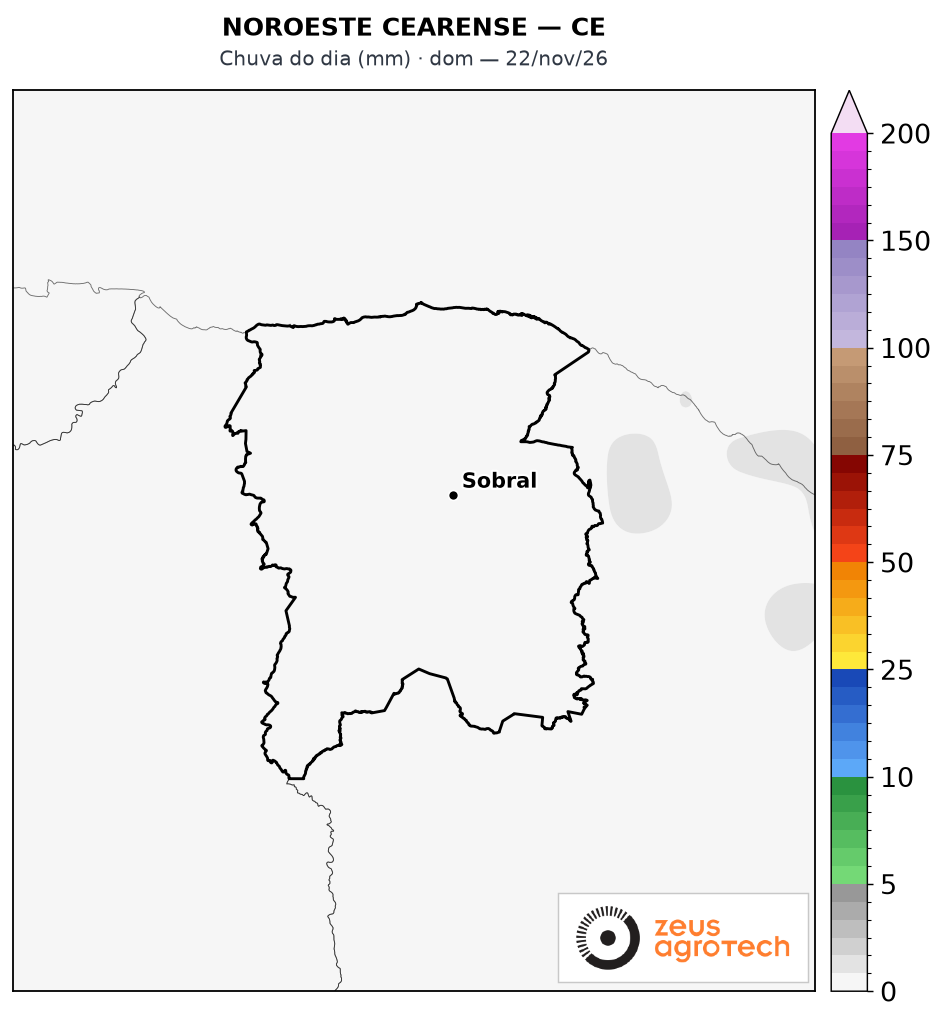 NOROESTE CEARENSE — CE
Chuva do dia (mm) · dom — 22/nov/26
200
150
100
75
50
25
10
5
0
Sobral
zeus
agrotech